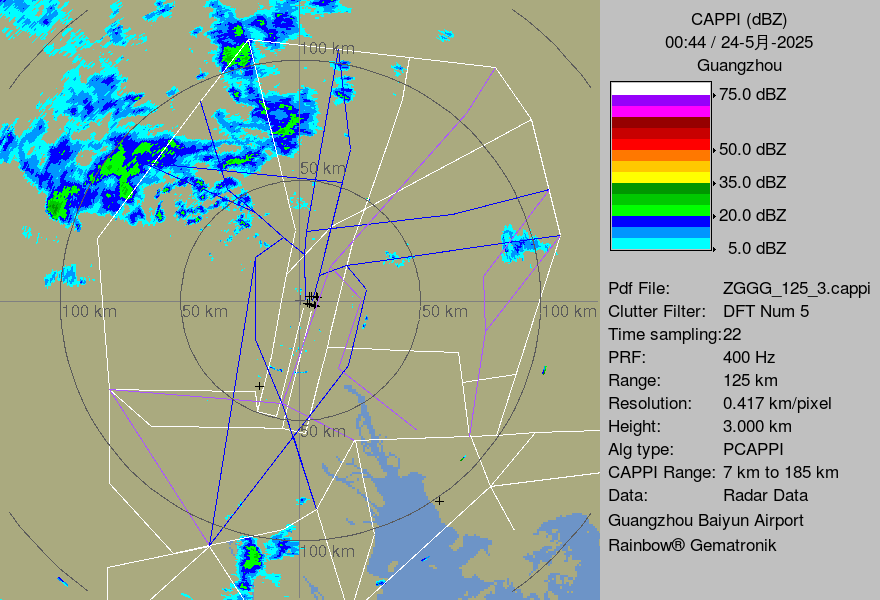 CAPPI (dBZ)
00:44 / 24-5月-2025
Guangzhou
75.0 dBZ
50.0 dBZ
35.0 dBZ
20.0 dBZ
5.0 dBZ
100 km
50 km
100 km
50 km
50 km
100 km
50 km
100 km
Pdf File: ZGGG_125_3.cappi
Clutter Filter: DFT Num 5
Time sampling:22
PRF: 400 Hz
Range: 125 km
Resolution: 0.417 km/pixel
Height: 3.000 km
Alg type: PCAPPI
CAPPI Range: 7 km to 185 km
Data: Radar Data
Guangzhou Baiyun Airport
Rainbow® Gematronik